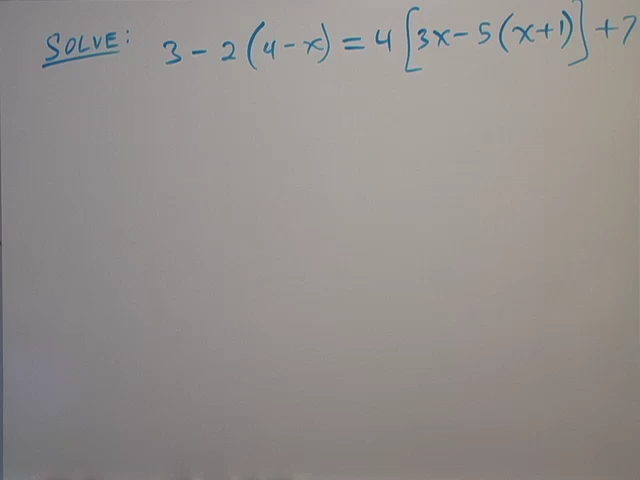 SOLVE: 3 - 2(4 - x) = 4[3x - 5(x+1)] + 7